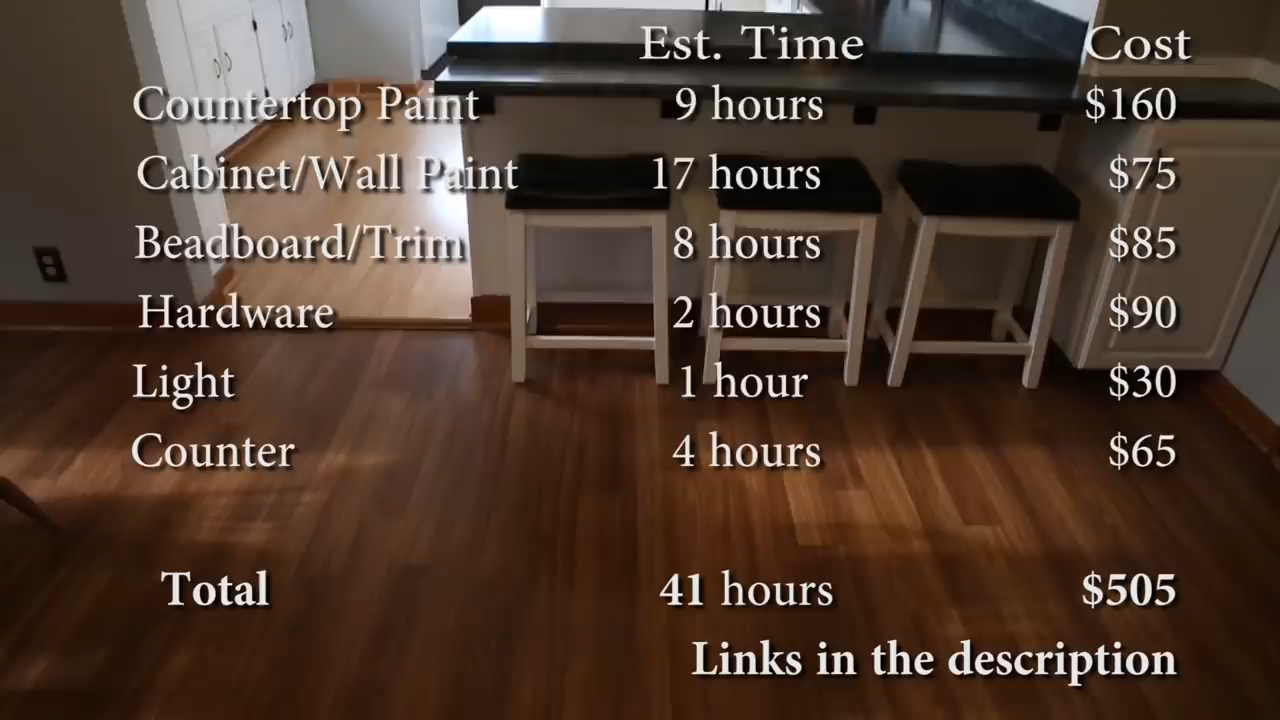 Est. Time Cost
Countertop Paint 9 hours $160
Cabinet/Wall Paint 17 hours $75
Beadboard/Trim 8 hours $85
Hardware 2 hours $90
Light 1 hour $30
Counter 4 hours $65
Total 41 hours $505
Links in the description